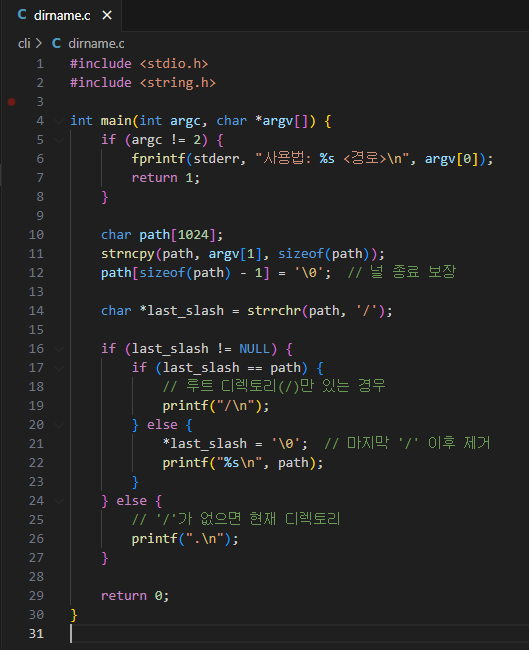 dirname.c
cli > dirname.c
1 #include <stdio.h>
2 #include <string.h>
3
4 int main(int argc, char *argv[]) {
5     if (argc != 2) {
6         fprintf(stderr, "사용법: %s <경로>\n", argv[0]);
7         return 1;
8     }
9
10     char path[1024];
11     strncpy(path, argv[1], sizeof(path));
12     path[sizeof(path) - 1] = '\0';  // 널 종료 보장
13
14     char *last_slash = strrchr(path, '/');
15
16     if (last_slash != NULL) {
17         if (last_slash == path) {
18             // 루트 디렉토리(/)만 있는 경우
19             printf("/\n");
20         } else {
21             *last_slash = '\0';  // 마지막 '/' 이후 제거
22             printf("%s\n", path);
23         }
24     } else {
25         // '/'가 없으면 현재 디렉토리
26         printf(".\n");
27     }
28
29     return 0;
30 }
31